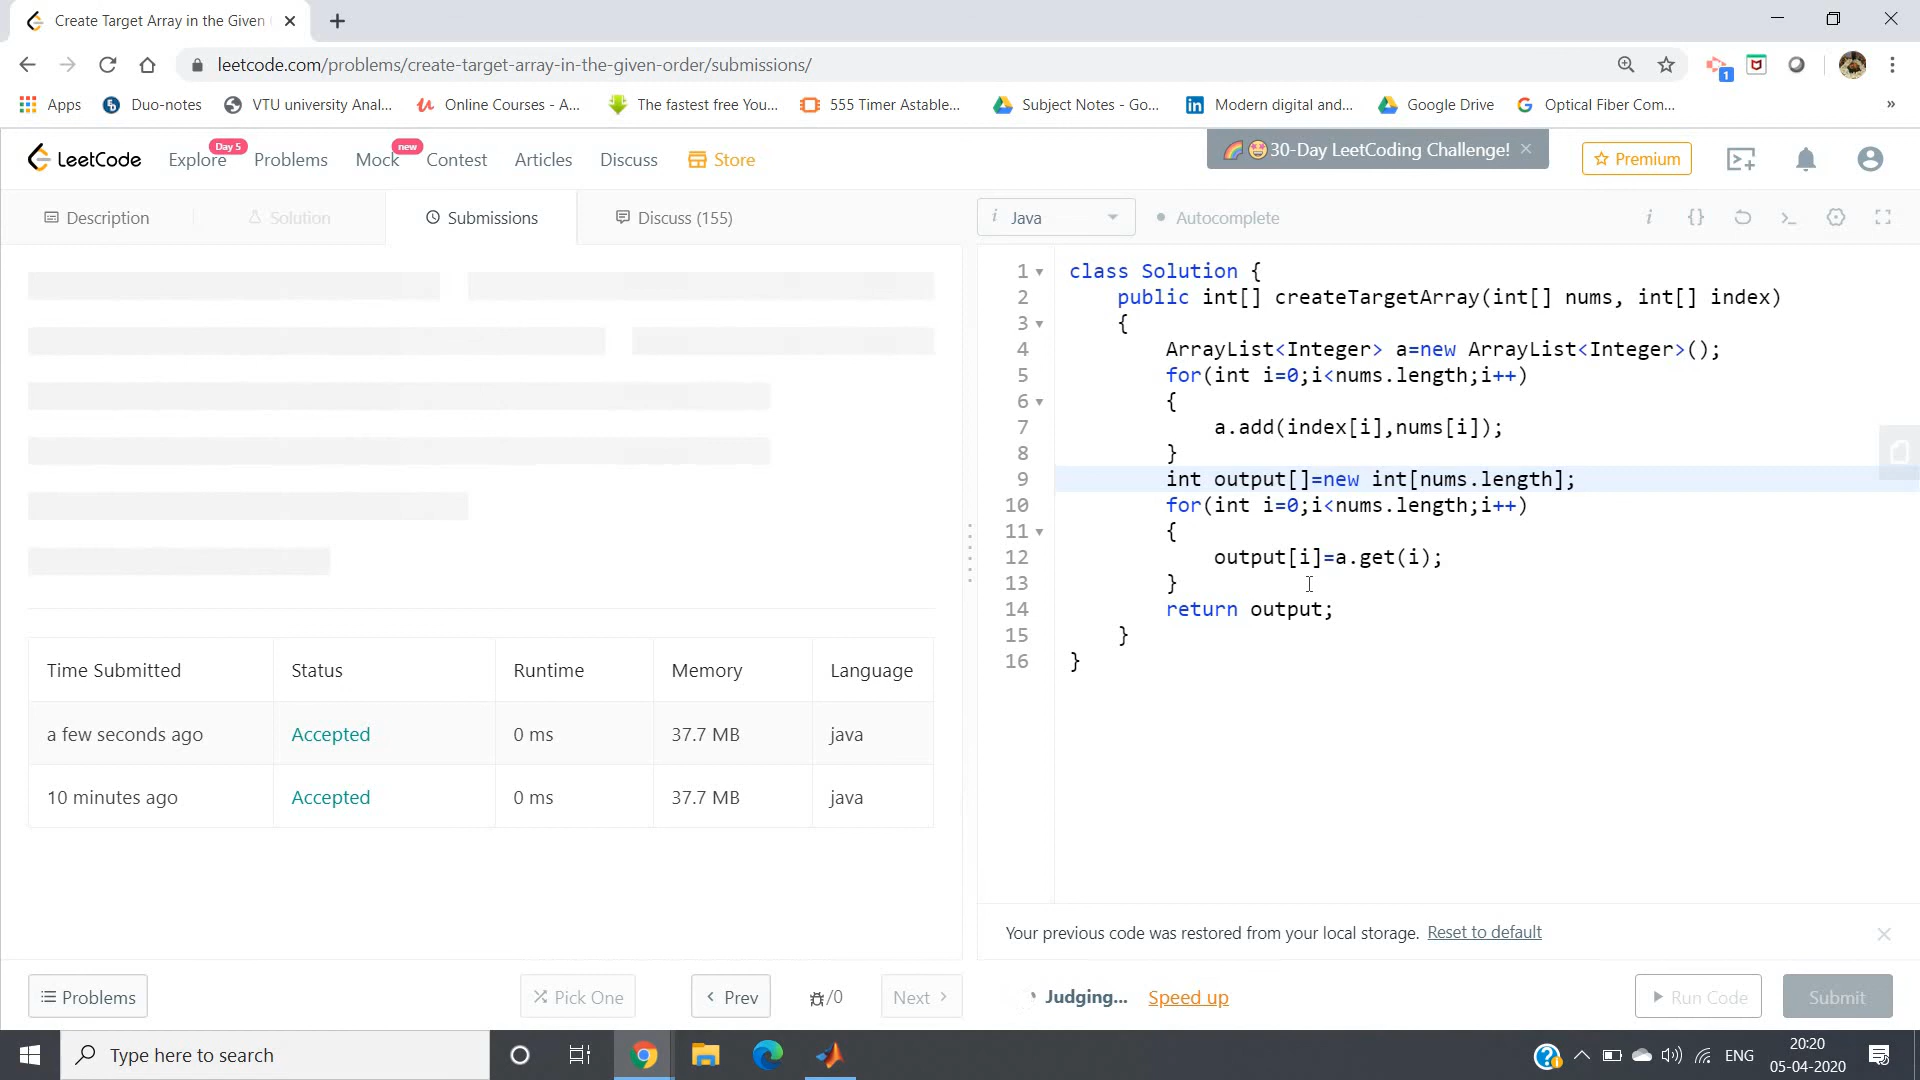 Create Target Array in the Given
leetcode.com/problems/create-target-array-in-the-given-order/submissions/
1
Apps Duo-notes VTU university Anal... Online Courses - A... The fastest free You... 555 Timer Astable... Subject Notes - Go... Modern digital and... Google Drive Optical Fiber Com... »
LeetCode Explore Day 5 Problems Mock new Contest Articles Discuss Store 30-Day LeetCoding Challenge! × Premium
Description Solution Submissions Discuss (155) i Java Autocomplete i {}
1 class Solution {
2 public int[] createTargetArray(int[] nums, int[] index)
3 {
4 ArrayList<Integer> a=new ArrayList<Integer>();
5 for(int i=0;i<nums.length;i++)
6 {
7 a.add(index[i],nums[i]);
8 }
9 int output[]=new int[nums.length];
10 for(int i=0;i<nums.length;i++)
11 {
12 output[i]=a.get(i);
13 }
14 return output;
15 }
16 }
Time Submitted Status Runtime Memory Language
a few seconds ago Accepted 0 ms 37.7 MB java
10 minutes ago Accepted 0 ms 37.7 MB java
Your previous code was restored from your local storage. Reset to default
Problems Pick One Prev /0 Next Judging... Speed up Run Code Submit
Type here to search ENG 20:20
05-04-2020